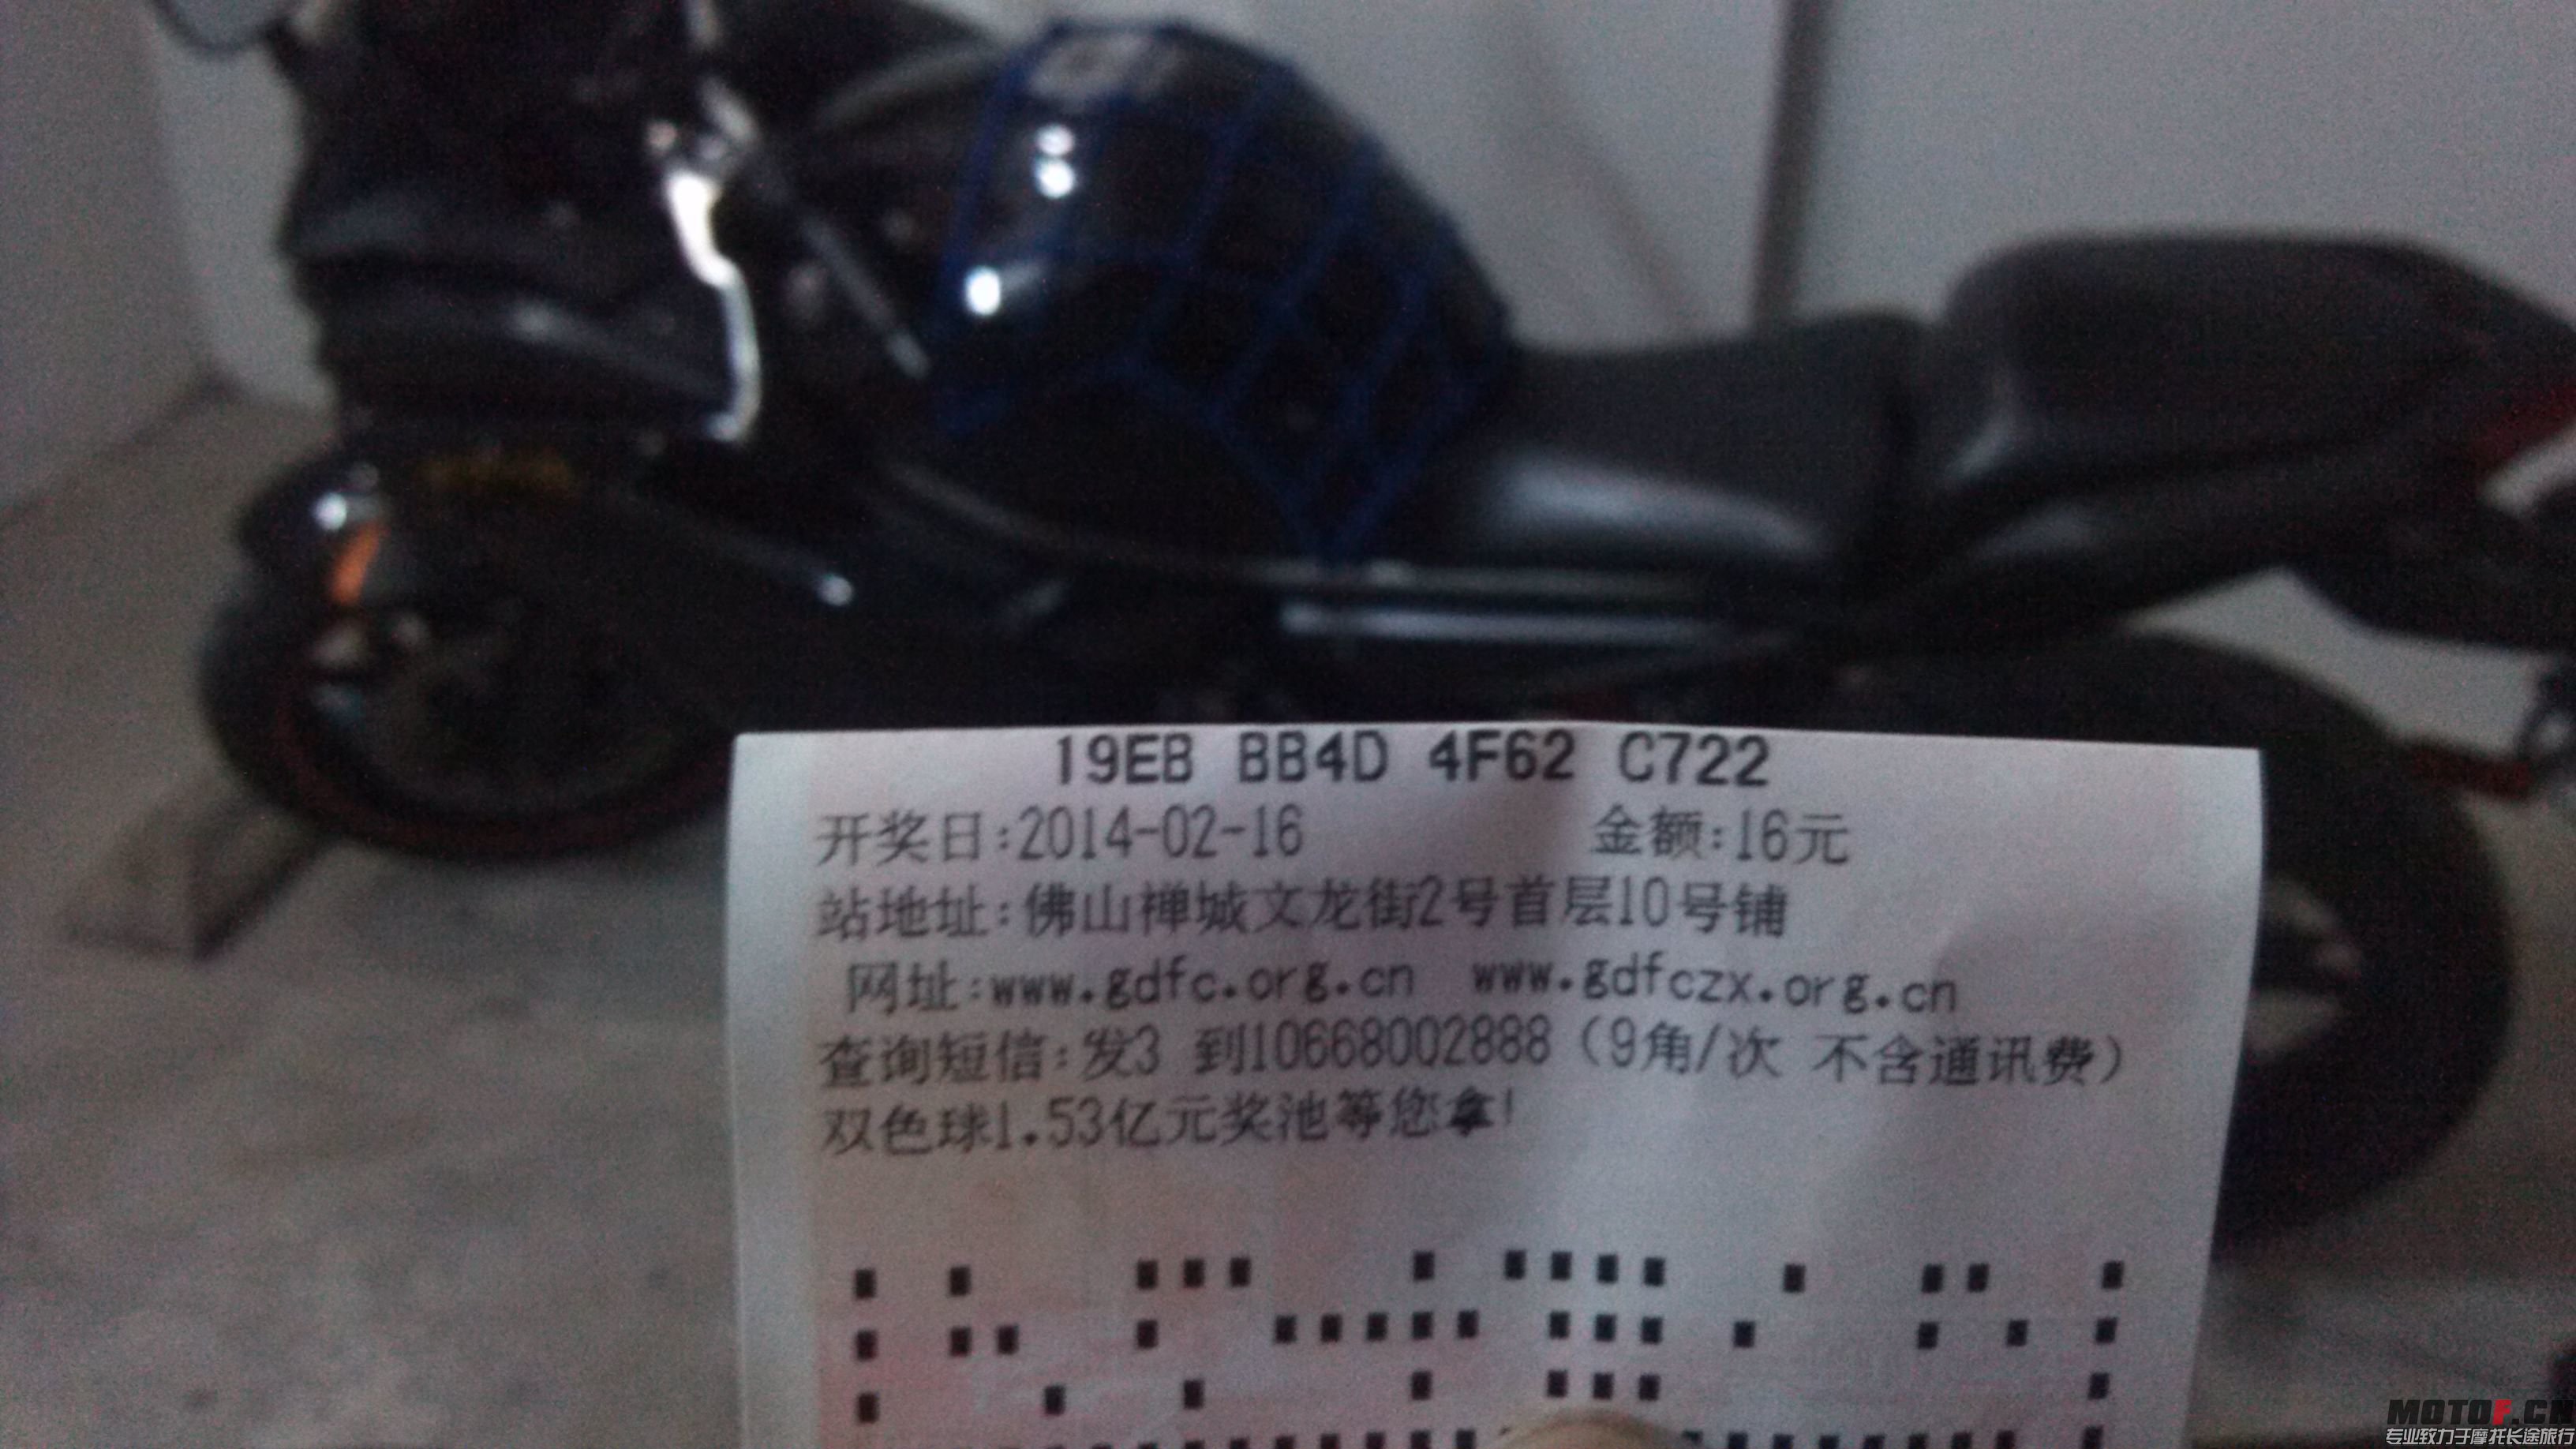 19EB BB4D 4F62 C722
开奖日:2014-02-16 金额:16元
站地址:佛山禅城文龙街2号首层10号铺
网址:www.gdfc.org.cn www.gdfczx.org.cn
查询短信:发3 到10668002888（9角/次 不含通讯费）
双色球1.53亿元奖池等您拿!
MOTOF.CN
专业致力于摩托长途旅行